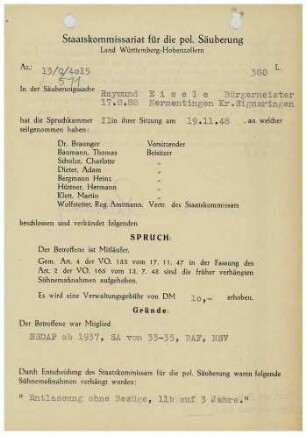 Staatskommissariat für die pol. Säuberung
Land Württemberg-Hohenzollern
Az.: 13/Q/4015 380 L.
511
In der Säuberungssache Raymund Eisele Bürgermeister
17.9.88 Hermentingen Kr.Sigmaringen
hat die Spruchkammer II in ihrer Sitzung am 19.11.48. an welcher
teilgenommen haben:
Dr. Brauager Vorsitzender
Baumann, Thomas Beisitzer
Schulze, Charlotte „
Dieter, Adam „
Bergmann Heinz „
Hüttner, Hermann „
Klett, Martin „
Wolfstetter, Reg. Amtmann, Vertr. des Staatskommissars
beschlossen und verkündet folgenden
SPRUCH:
Der Betroffene ist Mitläufer.
Gem. Art. 4 der VO. 133 vom 17. 11. 47 in der Fassung des
Art. 2 der VO. 165 vom 13. 7. 48 sind die früher verhängten
Sühnemaßnahmen aufgehoben.
Es wird eine Verwaltungsgebühr von DM 10,- erhoben.
Gründe:
Der Betroffene war Mitglied
NSDAP ab 1937, SA von 33-35, DAF, NSV
Durch Entscheidung des Staatskommissars für die pol. Säuberung waren folgende
Sühnemaßnahmen verhängt worden:
" Entlassung ohne Bezüge, 11b auf 3 Jahre."